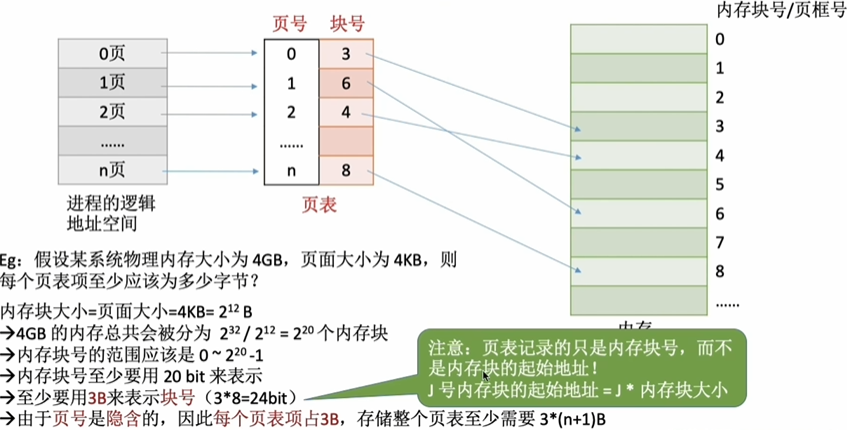 内存块号/页框号
页号 块号
0页 0 3 0
1页 1 6 1
2页 2 4 2
...... ...... 3
n页 n 8 4
5
6
7
8
......
进程的逻辑
地址空间
页表
内存
Eg：假设某系统物理内存大小为 4GB，页面大小为 4KB，则
每个页表项至少应该为多少字节？
内存块大小=页面大小=4KB= 2¹² B
→4GB 的内存总共会被分为 2³² / 2¹² = 2²⁰ 个内存块
→内存块号的范围应该是 0 ~ 2²⁰ -1
→内存块号至少要用 20 bit 来表示
→至少要用3B来表示块号（3*8=24bit）
→由于页号是隐含的，因此每个页表项占3B，存储整个页表至少需要 3*(n+1)B
注意：页表记录的只是内存块号，而不
是内存块的起始地址！
J 号内存块的起始地址 = J * 内存块大小